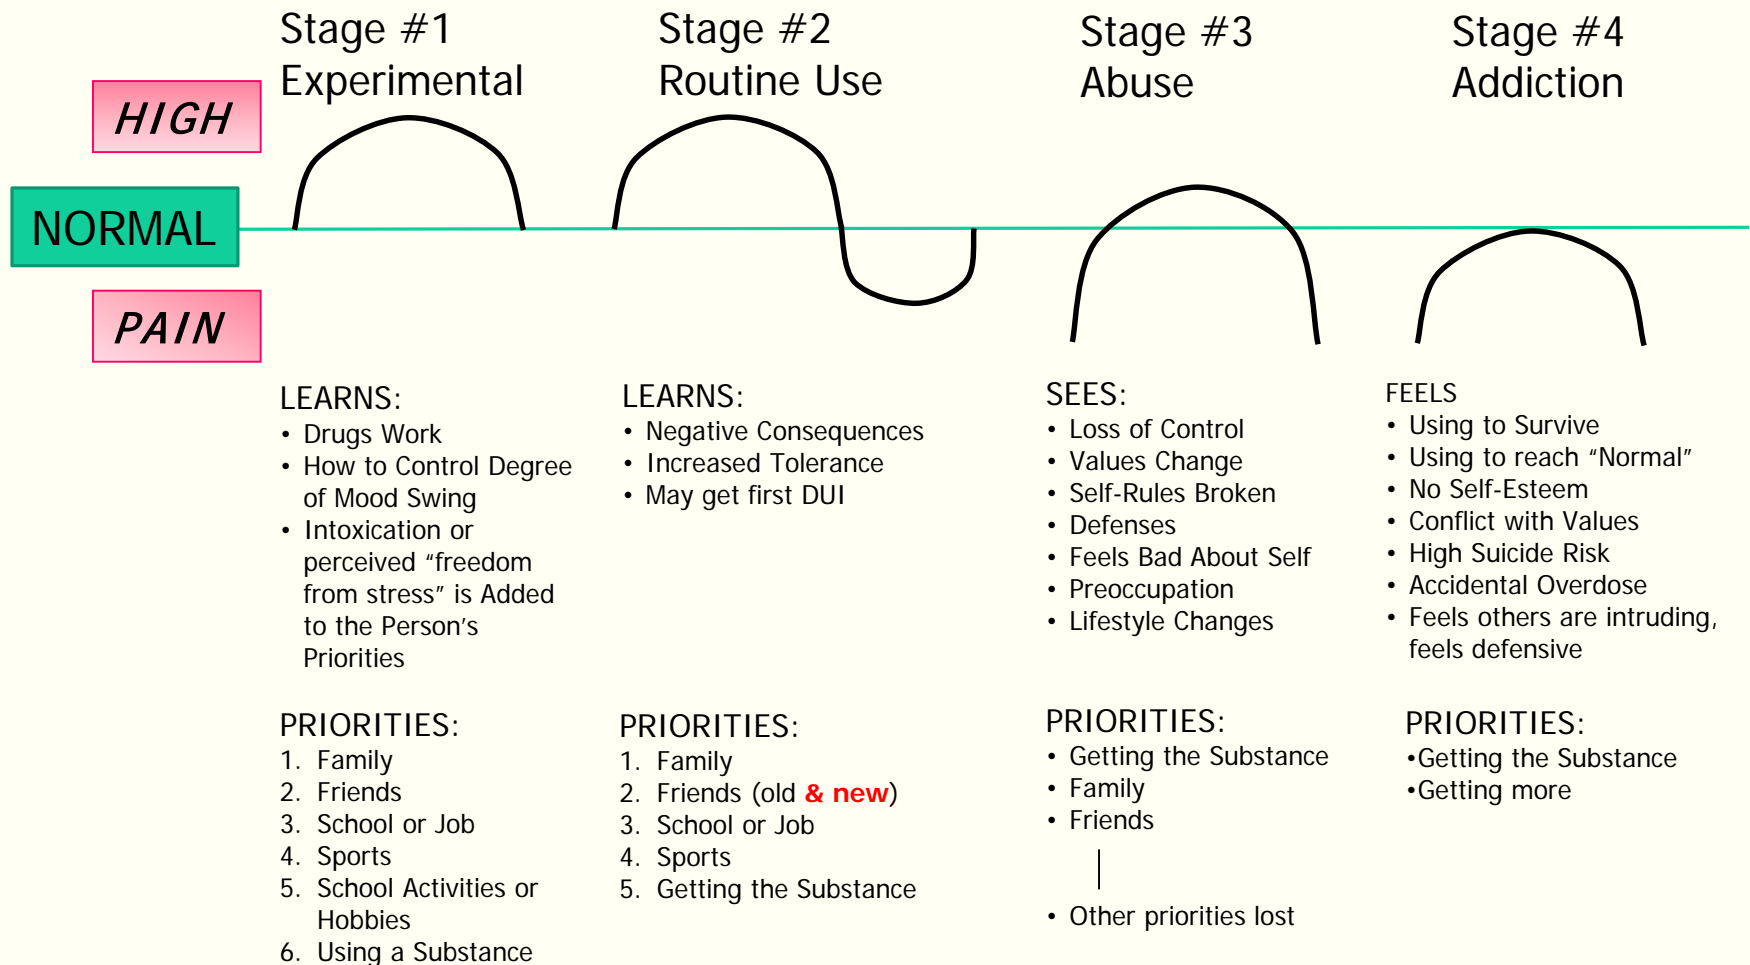 Stage #1
Experimental
Stage #2
Routine Use
Stage #3
Abuse
Stage #4
Addiction
HIGH
NORMAL
PAIN
LEARNS:
• Drugs Work
• How to Control Degree
of Mood Swing
• Intoxication or
perceived “freedom
from stress” is Added
to the Person’s
Priorities
PRIORITIES:
1. Family
2. Friends
3. School or Job
4. Sports
5. School Activities or
Hobbies
6. Using a Substance
LEARNS:
• Negative Consequences
• Increased Tolerance
• May get first DUI
PRIORITIES:
1. Family
2. Friends (old & new)
3. School or Job
4. Sports
5. Getting the Substance
SEES:
• Loss of Control
• Values Change
• Self-Rules Broken
• Defenses
• Feels Bad About Self
• Preoccupation
• Lifestyle Changes
PRIORITIES:
• Getting the Substance
• Family
• Friends
• Other priorities lost
FEELS
• Using to Survive
• Using to reach “Normal”
• No Self-Esteem
• Conflict with Values
• High Suicide Risk
• Accidental Overdose
• Feels others are intruding,
feels defensive
PRIORITIES:
•Getting the Substance
•Getting more